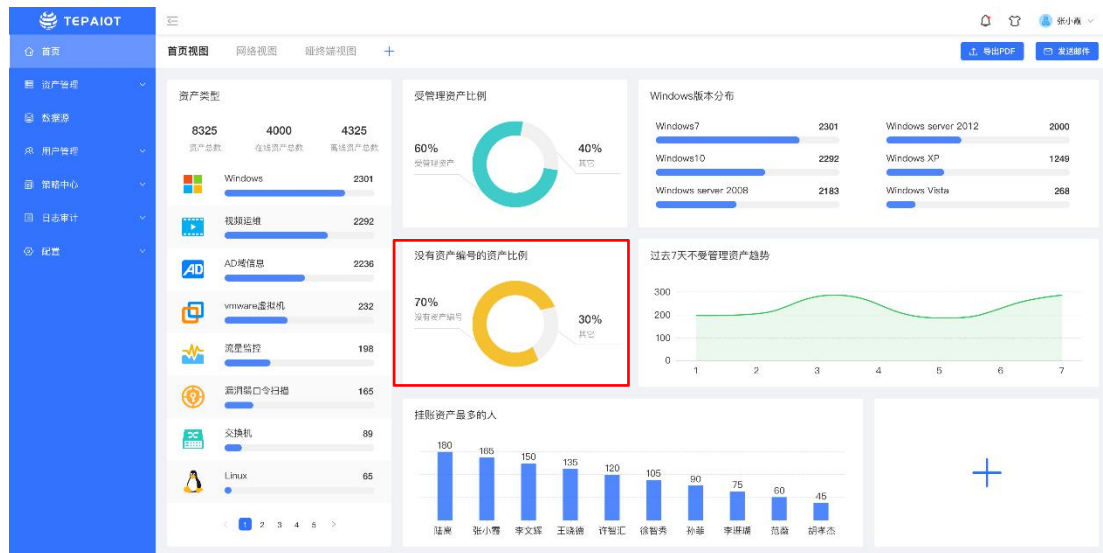 TEPAIOT
张小霞
首页
资产管理
数据源
用户管理
策略中心
日志审计
配置
首页视图 网络视图 哑终端视图 +
导出PDF 发送邮件
资产类型
8325 4000 4325
资产总数 在线资产总数 离线资产总数
Windows 2301
视频运维 2292
AD域信息 2236
vmware虚拟机 232
流星监控 198
漏洞弱口令扫描 165
交换机 89
Linux 65
1 2 3 4 5
受管理资产比例
60%
受管理资产
40%
其它
Windows版本分布
Windows7 2301
Windows server 2012 2000
Windows10 2292
Windows XP 1249
Windows server 2008 2183
Windows Vista 268
没有资产编号的资产比例
70%
没有资产编号
30%
其它
过去7天不受管理资产趋势
300
200
100
0
1 2 3 4 5 6 7
挂账资产最多的人
180 165 150 135 120 105 90 75 60 45
陆离 张小霞 李文辉 王晓德 许智汇 徐智秀 孙菲 李珊瑚 范薇 胡孝杰